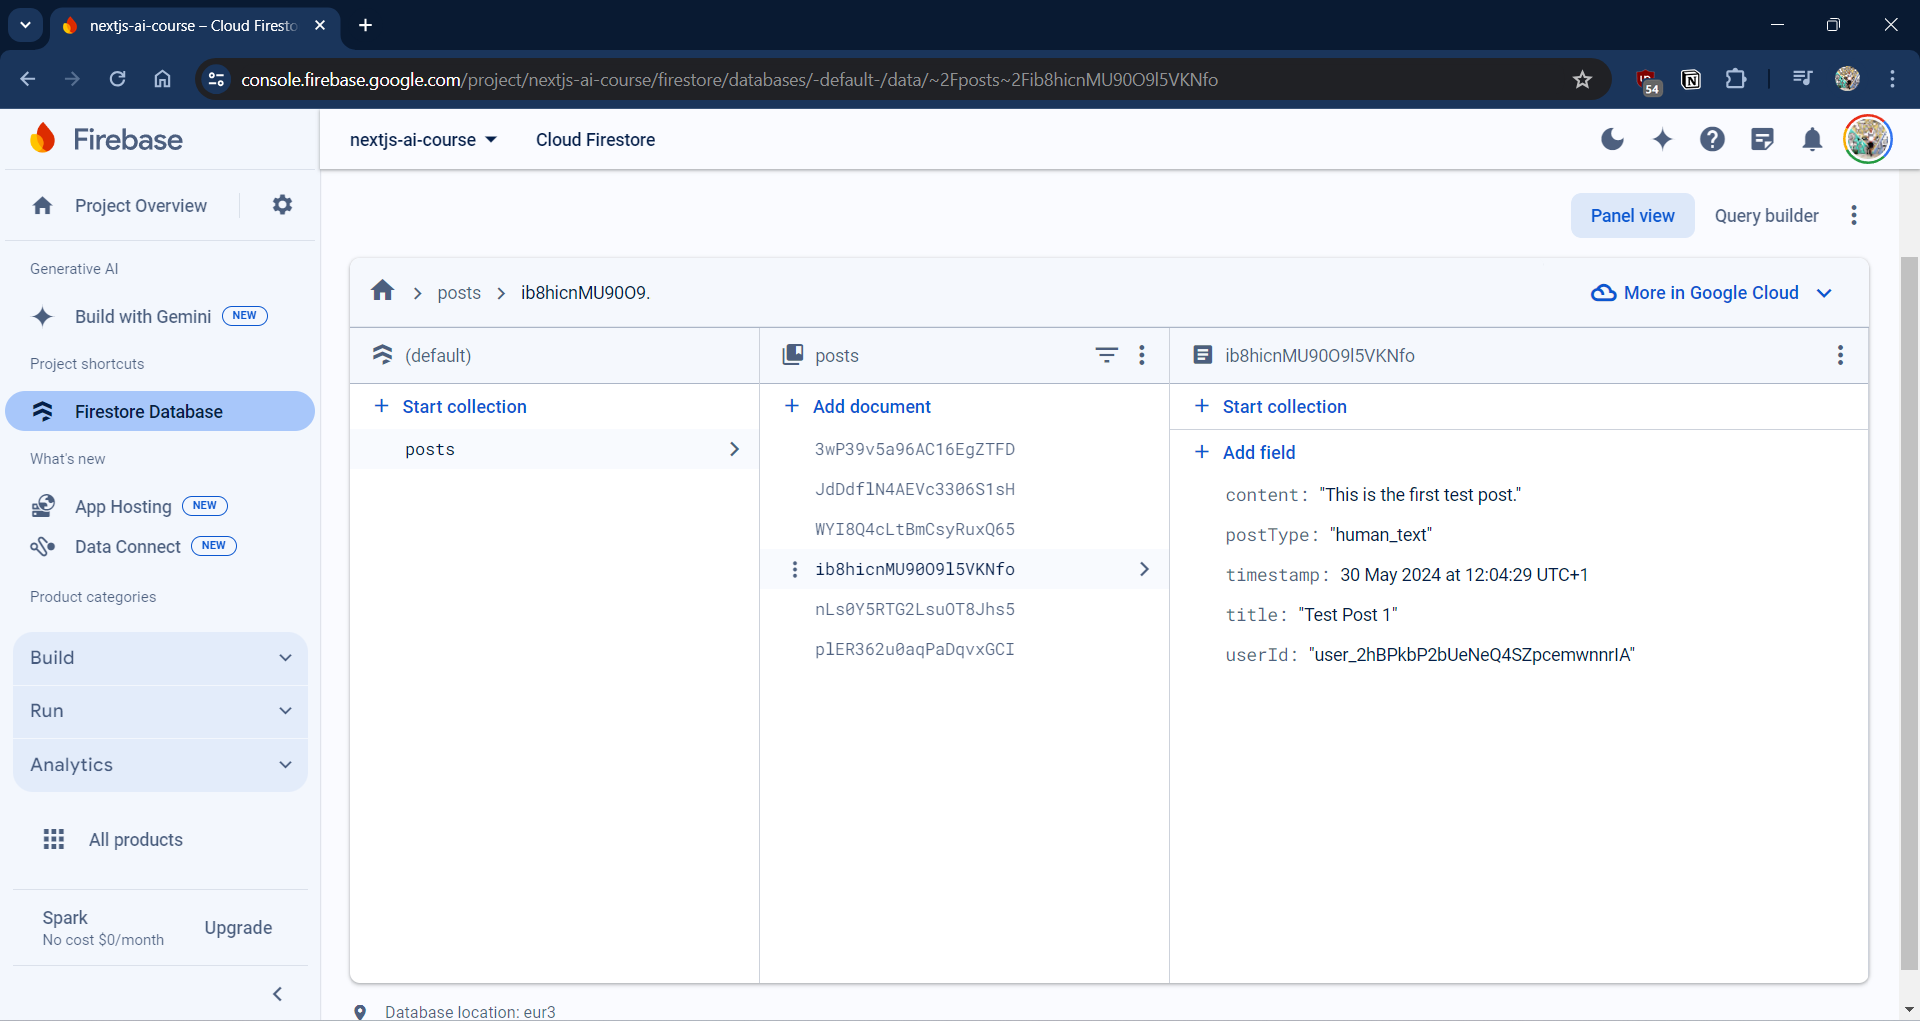 nextjs-ai-course – Cloud Firesto
console.firebase.google.com/project/nextjs-ai-course/firestore/databases/-default-/data/~2Fposts~2Fib8hicnMU90O9l5VKNfo
54
Firebase
nextjs-ai-course
Cloud Firestore
Project Overview
Generative AI
Build with Gemini NEW
Project shortcuts
Firestore Database
What's new
App Hosting NEW
Data Connect NEW
Product categories
Build
Run
Analytics
All products
Spark
No cost $0/month
Upgrade
Panel view
Query builder
posts
ib8hicnMU90O9.
More in Google Cloud
(default)
Start collection
posts
posts
Add document
3wP39v5a96AC16EgZTFD
JdDdflN4AEVc3306S1sH
WYI8Q4cLtBmCsyRuxQ65
ib8hicnMU90O9l5VKNfo
nLs0Y5RTG2LsuOT8Jhs5
plER362u0aqPaDqvxGCI
ib8hicnMU90O9l5VKNfo
Start collection
Add field
content: "This is the first test post."
postType: "human_text"
timestamp: 30 May 2024 at 12:04:29 UTC+1
title: "Test Post 1"
userId: "user_2hBPkbP2bUeNeQ4SZpcemwnnrIA"
Database location: eur3